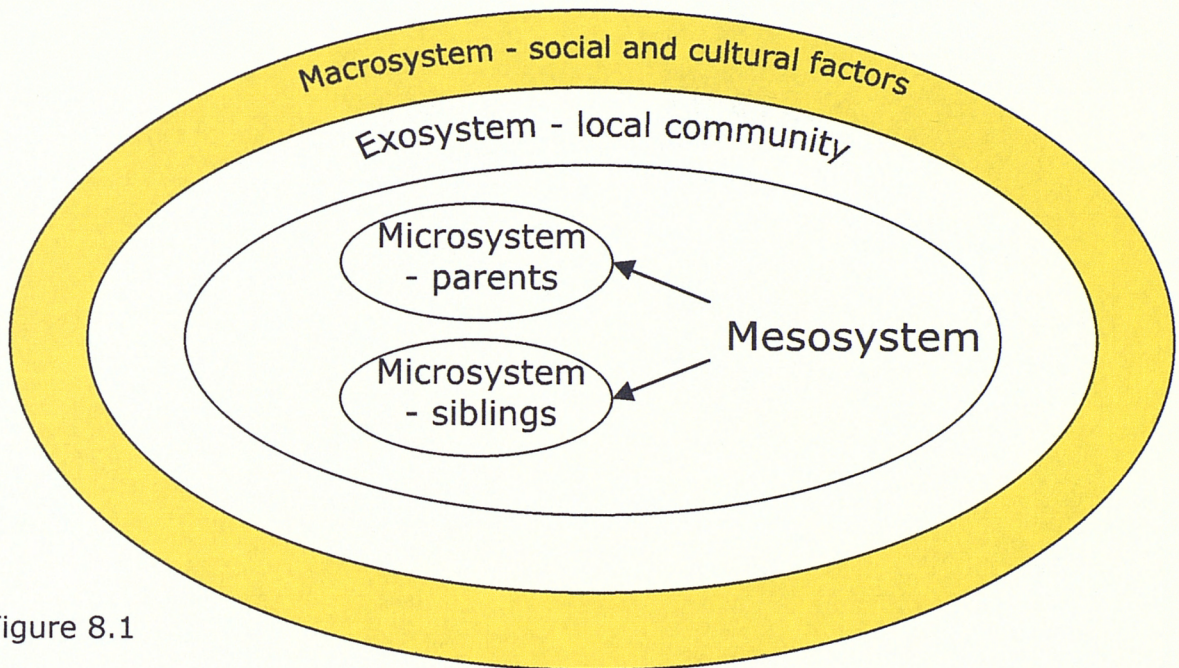 Macrosystem - social and cultural factors
Exosystem - local community
Microsystem
- parents
Mesosystem
Microsystem
- siblings
igure 8.1